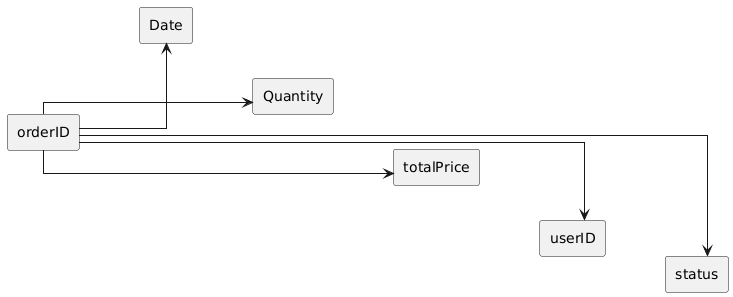 Date
Quantity
orderID
totalPrice
userID
status